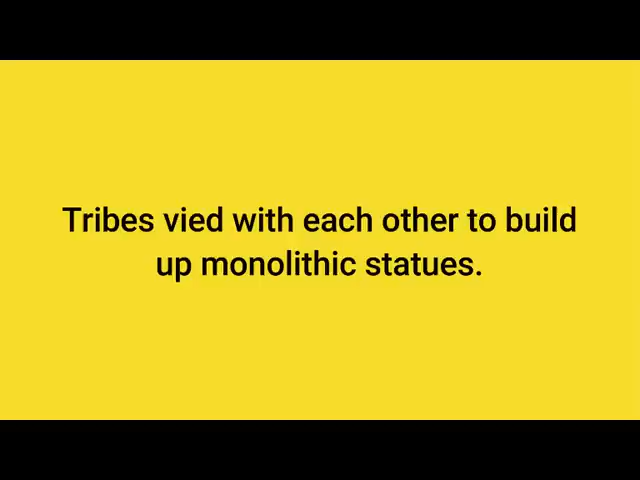 Tribes vied with each other to build
up monolithic statues.